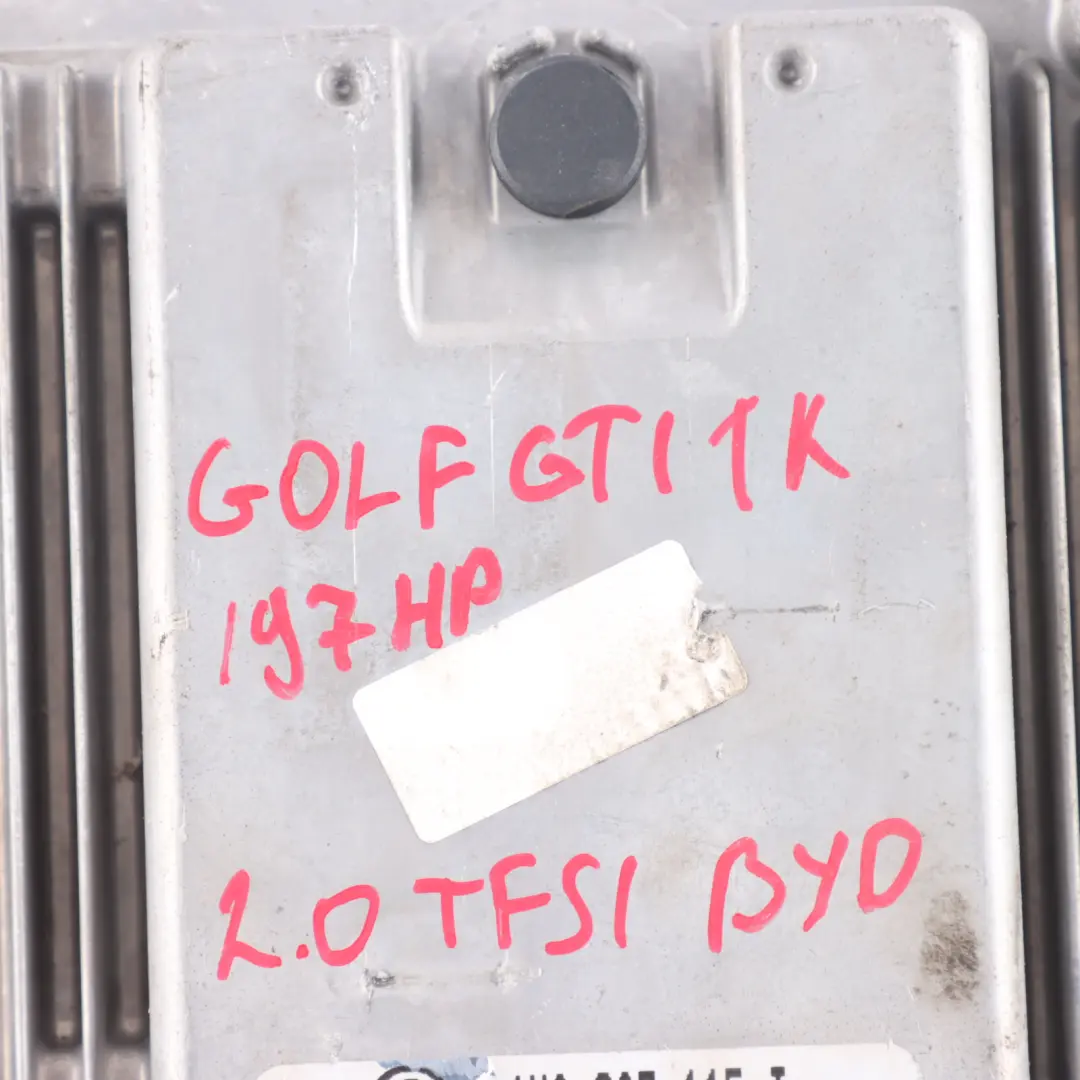 GOLF GTI 1K
197HP
2.0 TFSI BYD